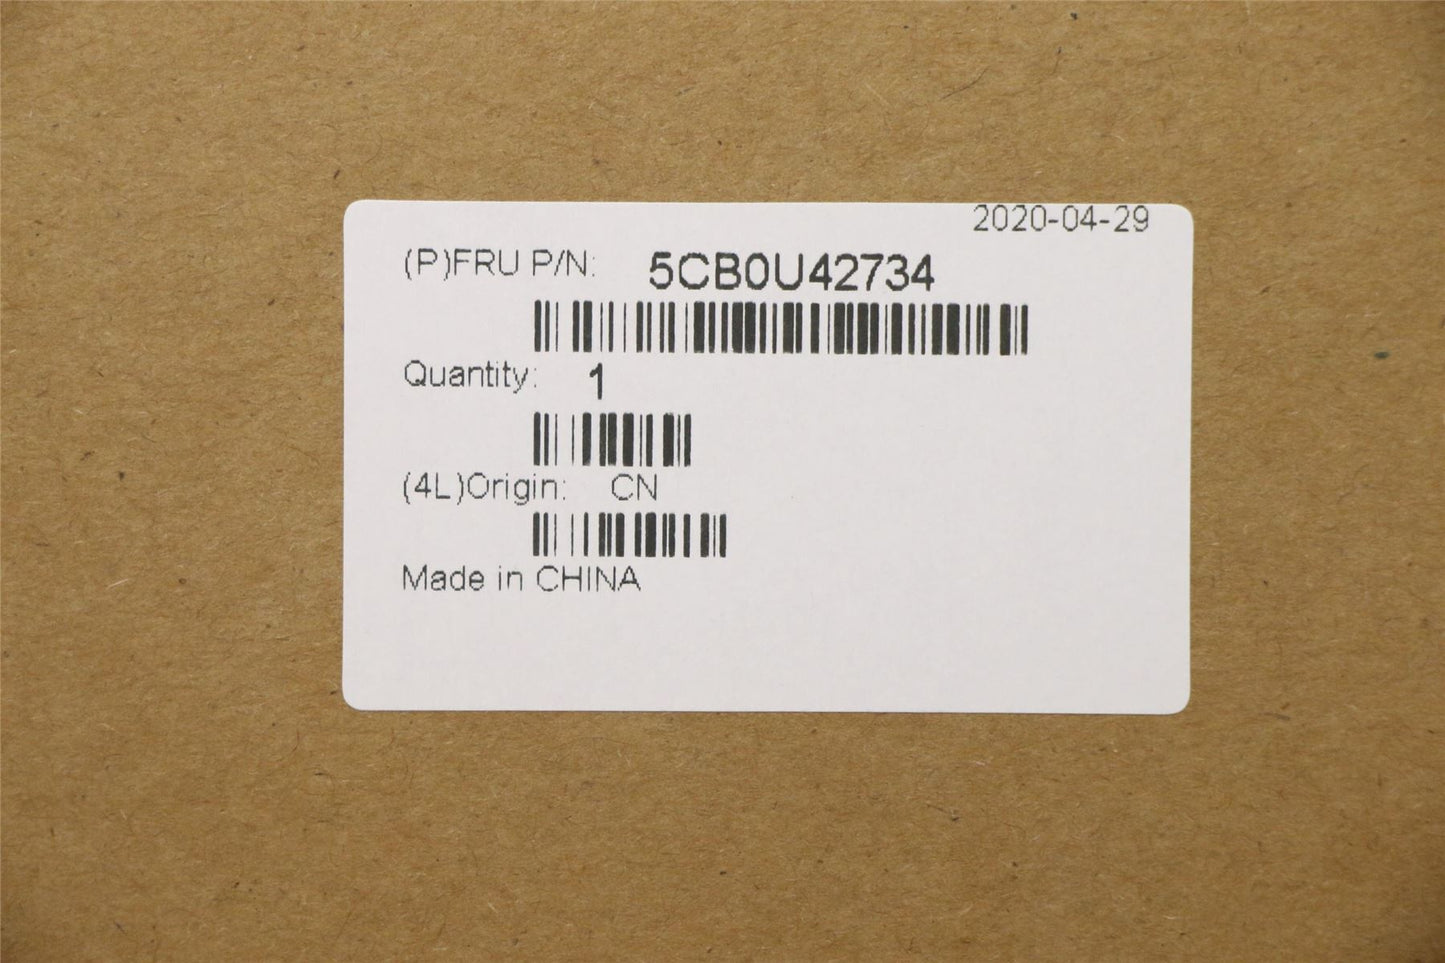 2020-04-29
(P)FRU P/N: 5CB0U42734
Quantity: 1
(4L)Origin: CN
Made in CHINA